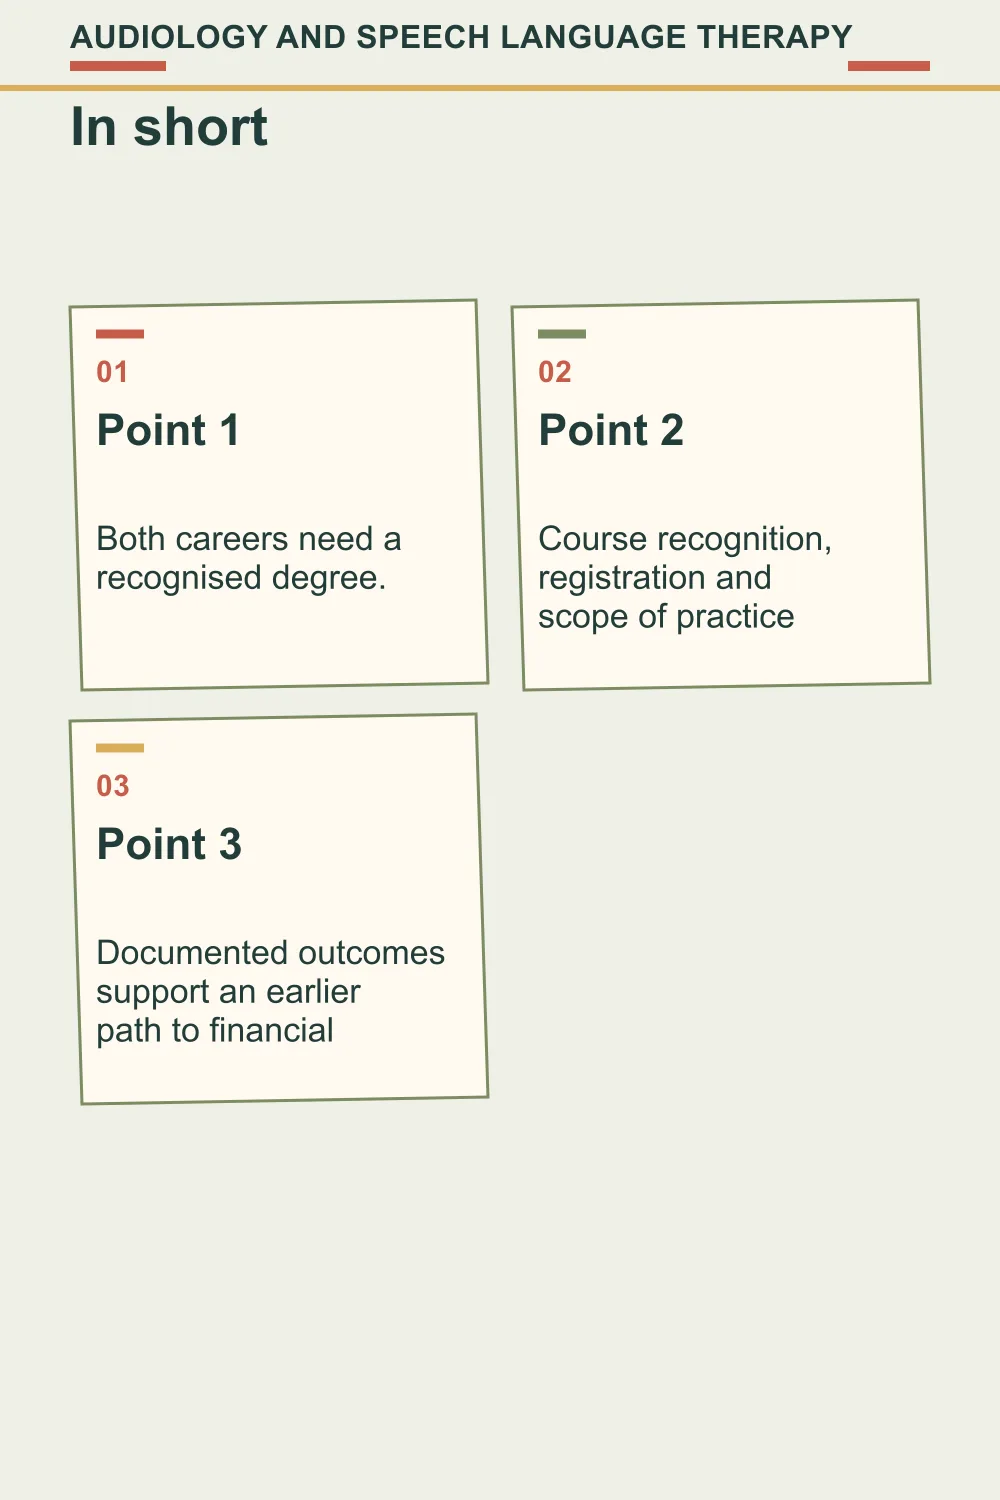 AUDIOLOGY AND SPEECH LANGUAGE THERAPY
In short
01
Point 1
Both careers need a
recognised degree.
02
Point 2
Course recognition,
registration and
scope of practice
03
Point 3
Documented outcomes
support an earlier
path to financial